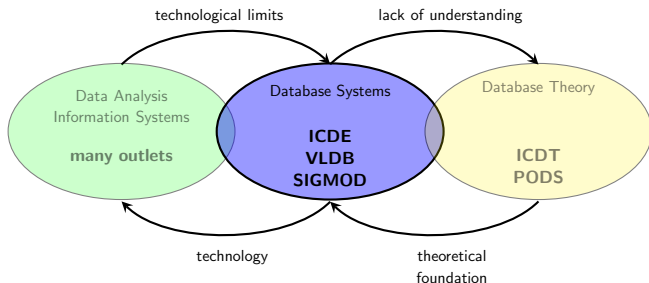 technological limits
lack of understanding
Data Analysis
Information Systems
many outlets
Database Systems
ICDE
VLDB
SIGMOD
Database Theory
ICDT
PODS
technology
theoretical
foundation